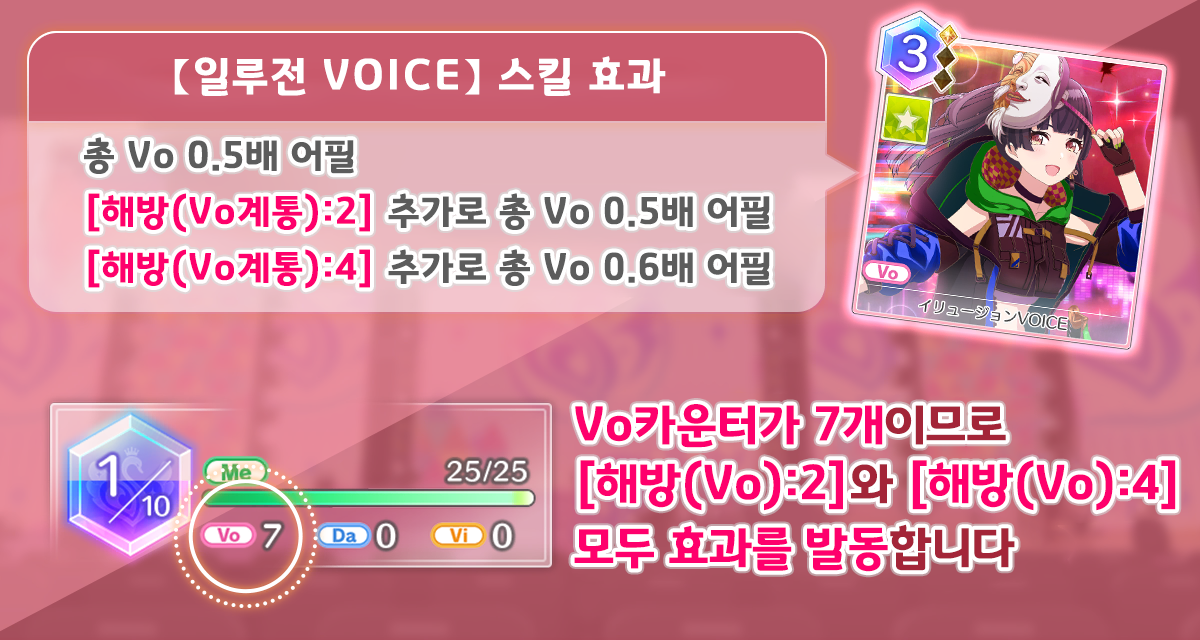 【일루전 VOICE】 스킬 효과
총 Vo 0.5배 어필
[해방(Vo계통):2] 추가로 총 Vo 0.5배 어필
[해방(Vo계통):4] 추가로 총 Vo 0.6배 어필
3
Vo
イリュージョンVOICE
1/10
Me 25/25
Vo 7 Da 0 Vi 0
Vo카운터가 7개이므로
[해방(Vo):2]와 [해방(Vo):4]
모두 효과를 발동합니다